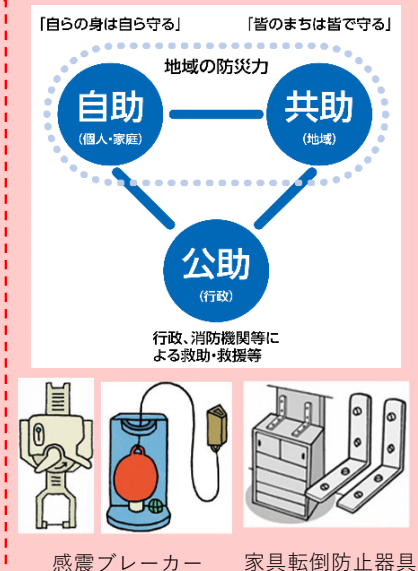 「自らの身は自ら守る」 「皆のまちは皆で守る」
地域の防災力
自助 共助
(個人・家庭) (地域)
公助
(行政)
行政、消防機関等に
よる救助・救援等
感震ブレーカー 家具転倒防止器具